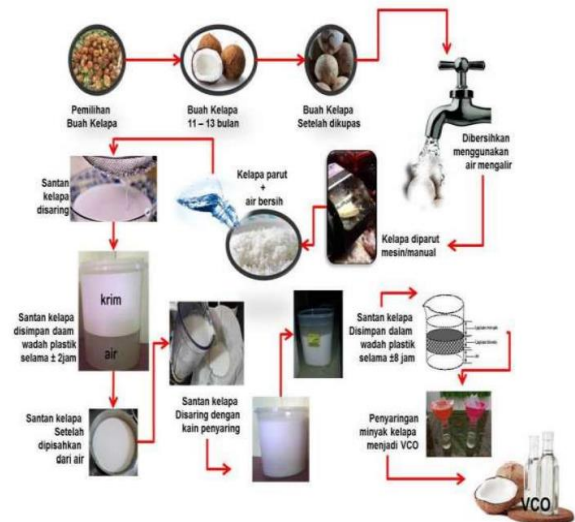 Pemilihan
Buah Kelapa
Buah Kelapa
11 – 13 bulan
Buah Kelapa
Setelah dikupas
Dibersihkan
menggunakan
air mengalir
Kelapa diparut
mesin/manual
Kelapa parut
+
air bersih
Santan
kelapa
disaring
krim
air
Santan kelapa
disimpan daam
wadah plastik
selama ± 2jam
Santan kelapa
Setelah
dipisahkan
dari air
Santan kelapa
Disaring dengan
kain penyaring
Santan kelapa
Disimpan dalam
wadah plastik
selama ±8 jam
Penyaringan
minyak kelapa
menjadi VCO
VCO